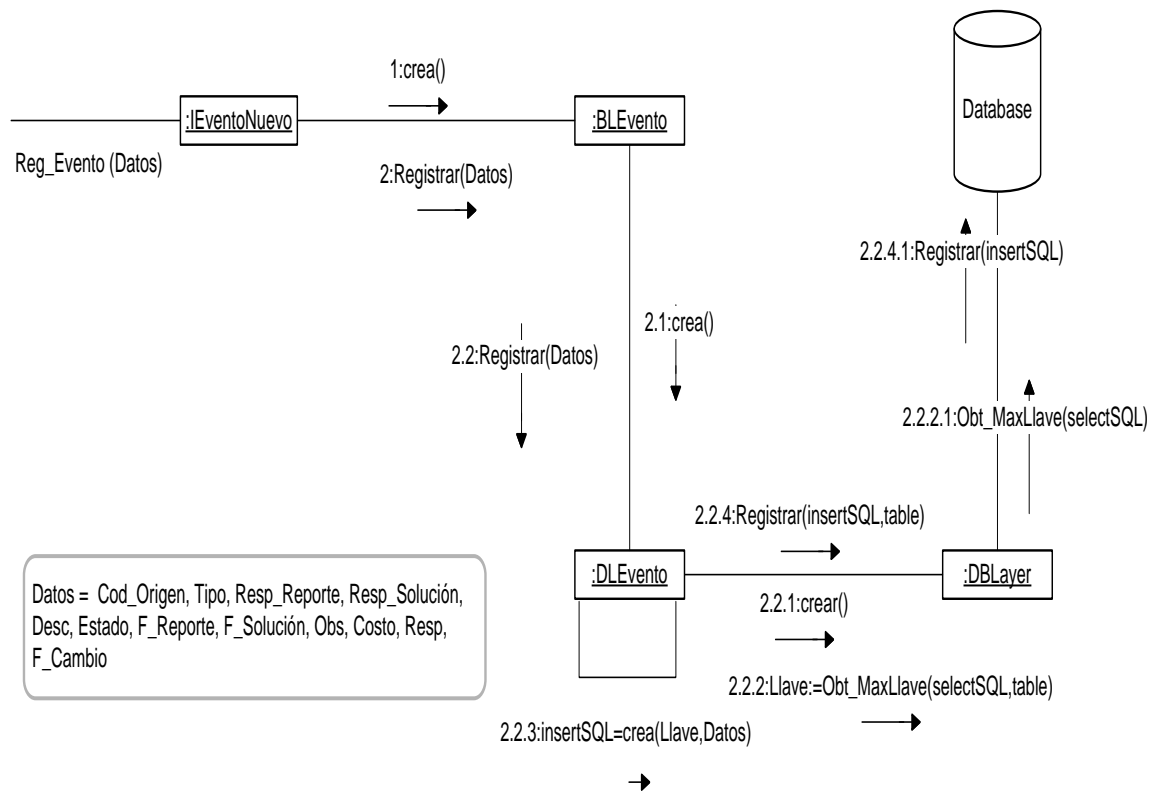 1:crea()
:IEventoNuevo
:BLEvento
Database
Reg_Evento (Datos)
2:Registrar(Datos)
2.2.4.1:Registrar(insertSQL)
2.1:crea()
2.2:Registrar(Datos)
2.2.2.1:Obt_MaxLlave(selectSQL)
2.2.4:Registrar(insertSQL,table)
:DLEvento
:DBLayer
Datos = Cod_Origen, Tipo, Resp_Reporte, Resp_Solución,
Desc, Estado, F_Reporte, F_Solución, Obs, Costo, Resp,
F_Cambio
2.2.1:crear()
2.2.2:Llave:=Obt_MaxLlave(selectSQL,table)
2.2.3:insertSQL=crea(Llave,Datos)